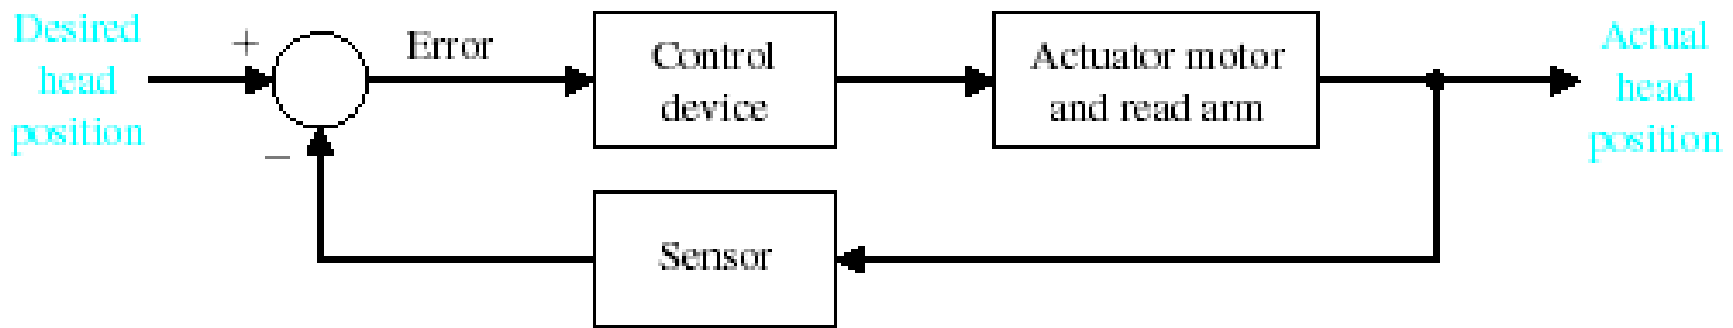 Desired
head
position
+
−
Error
Control
device
Actuator motor
and read arm
Actual
head
position
Sensor